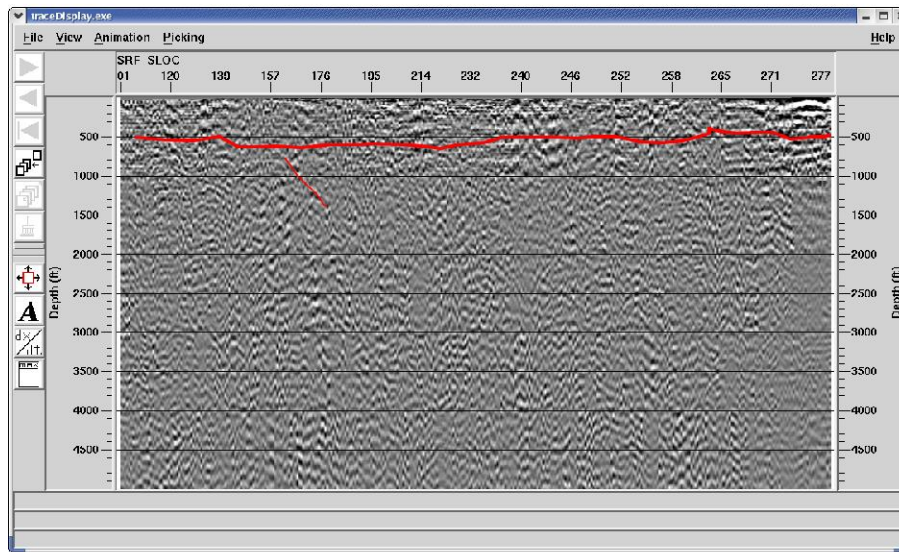 traceDisplay.exe
File View Animation Picking Help
SRF SLOC
01 120 139 157 176 195 214 232 240 246 252 258 265 271 277
500 500
1000 1000
1500 1500
2000 2000
2500 2500
3000 3000
3500 3500
4000 4000
4500 4500
Depth (ft)
Depth (ft)
A